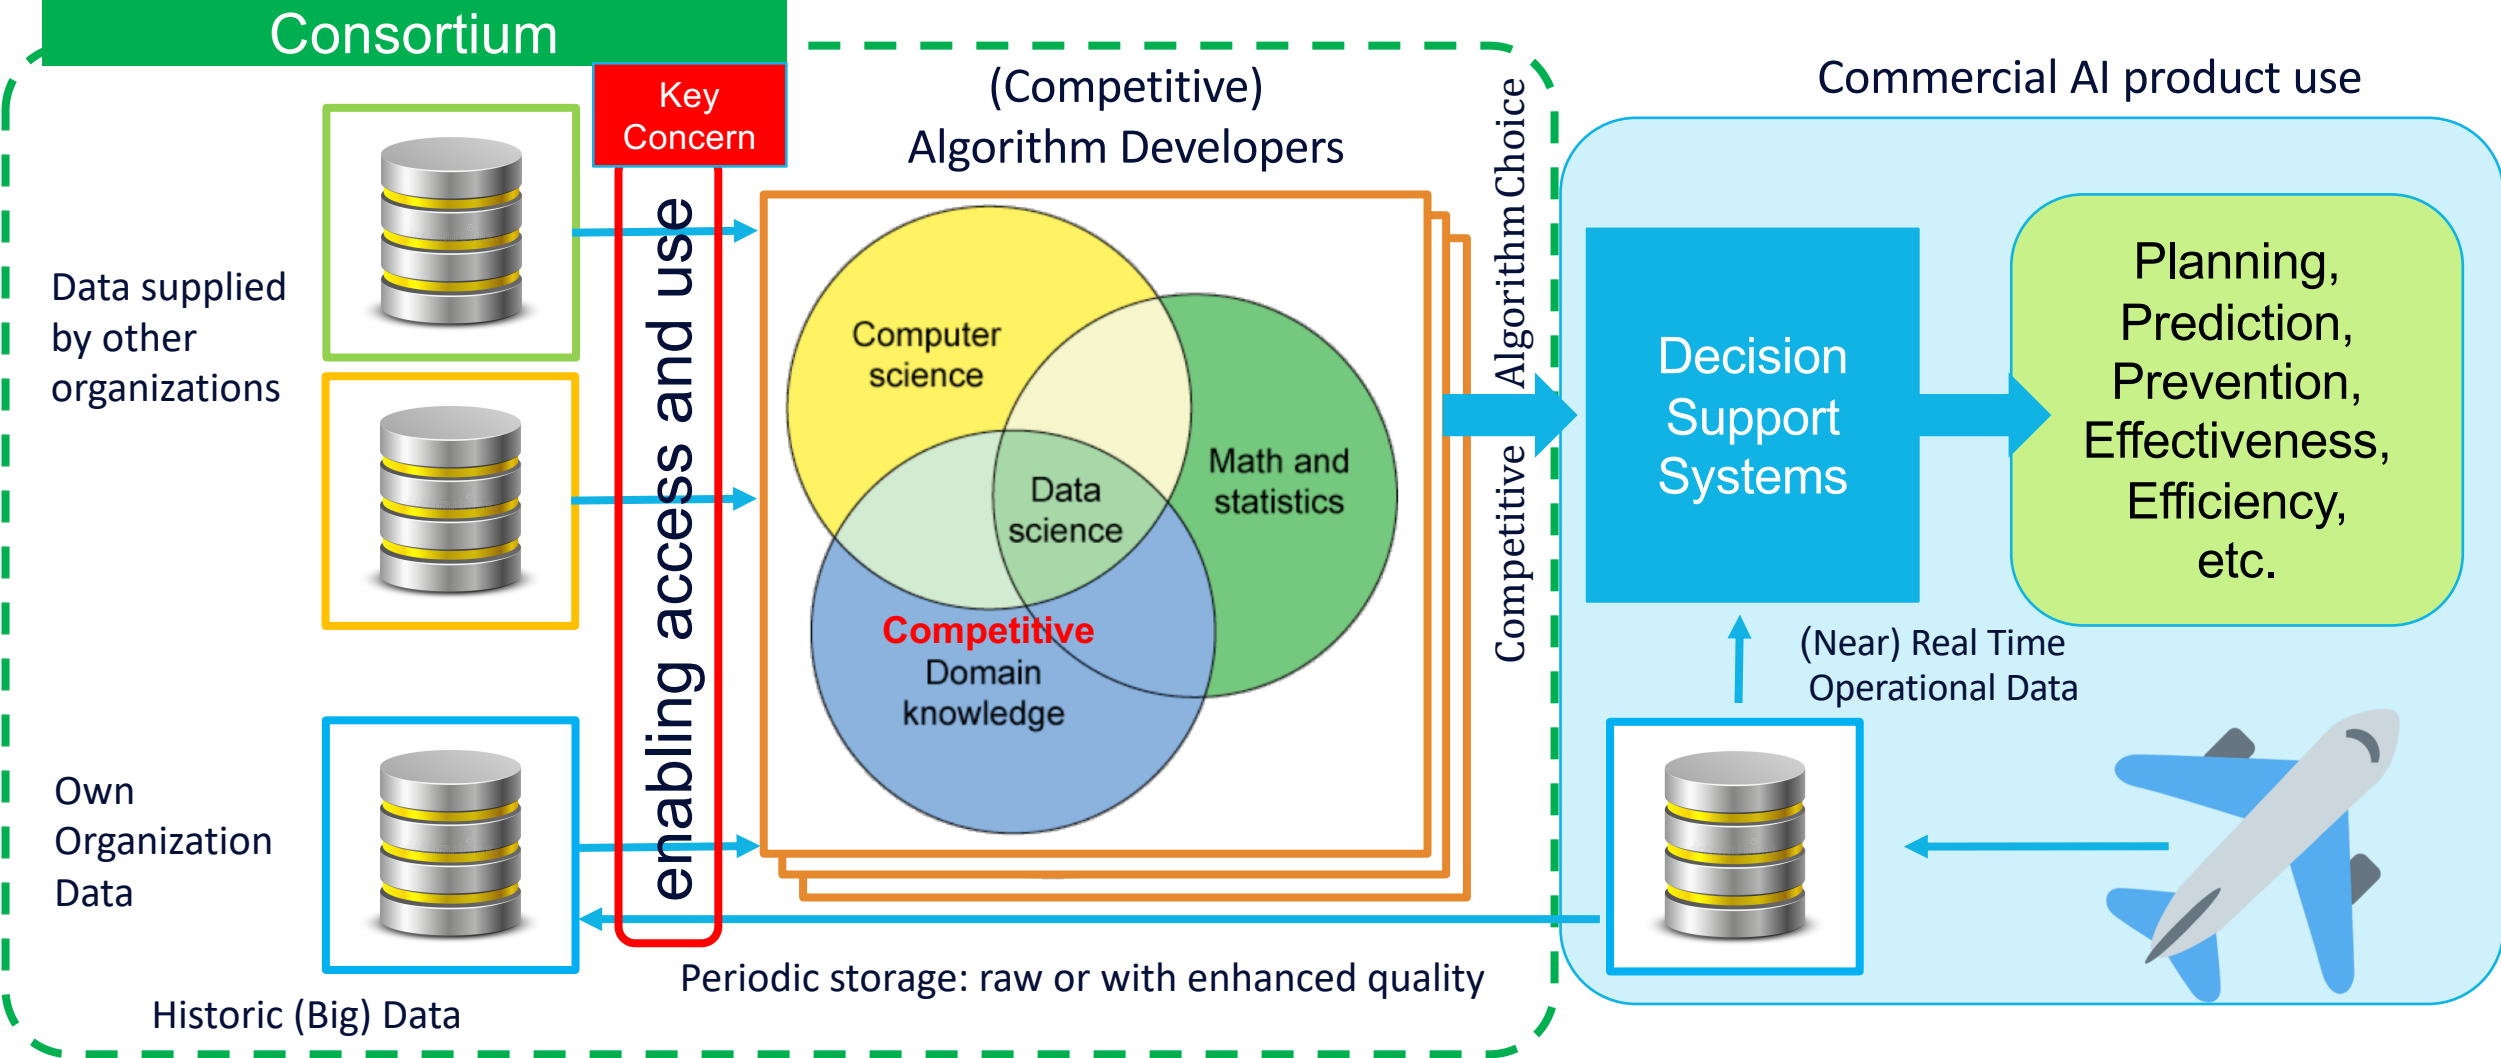 Consortium
Key
Concern
(Competitive)
Algorithm Developers
Commercial AI product use
Data supplied
by other
organizations
Own
Organization
Data
Historic (Big) Data
enabling access and use
Computer
science
Math and
statistics
Data
science
Competitive
Domain
knowledge
Competitive Algorithm Choice
Decision
Support
Systems
Planning,
Prediction,
Prevention,
Effectiveness,
Efficiency,
etc.
(Near) Real Time
Operational Data
Periodic storage: raw or with enhanced quality